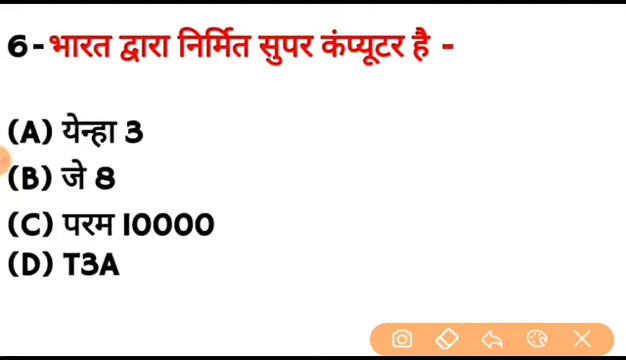 6-भारत द्वारा निर्मित सुपर कंप्यूटर है -
(A) येन्हा 3
(B) जे 8
(C) परम 10000
(D) T3A